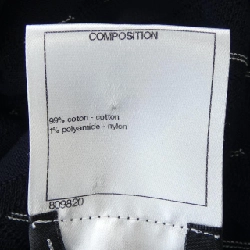 COMPOSITION
99% coton - cotton
1% polyamide - nylon
809820